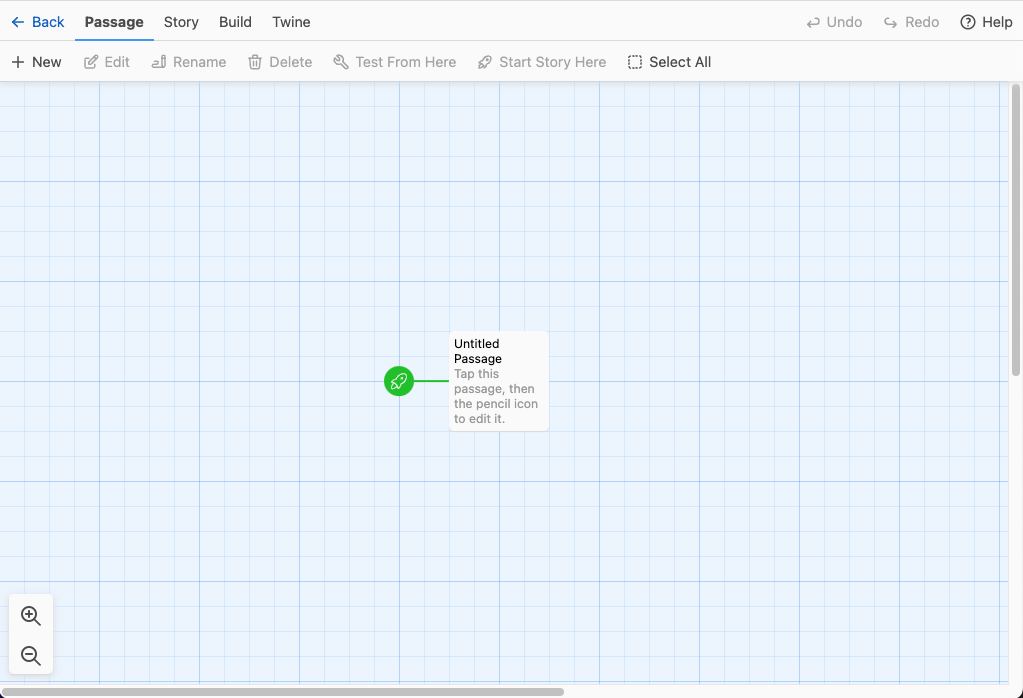 Back Passage Story Build Twine Undo Redo Help
New Edit Rename Delete Test From Here Start Story Here Select All
Untitled
Passage
Tap this
passage, then
the pencil icon
to edit it.